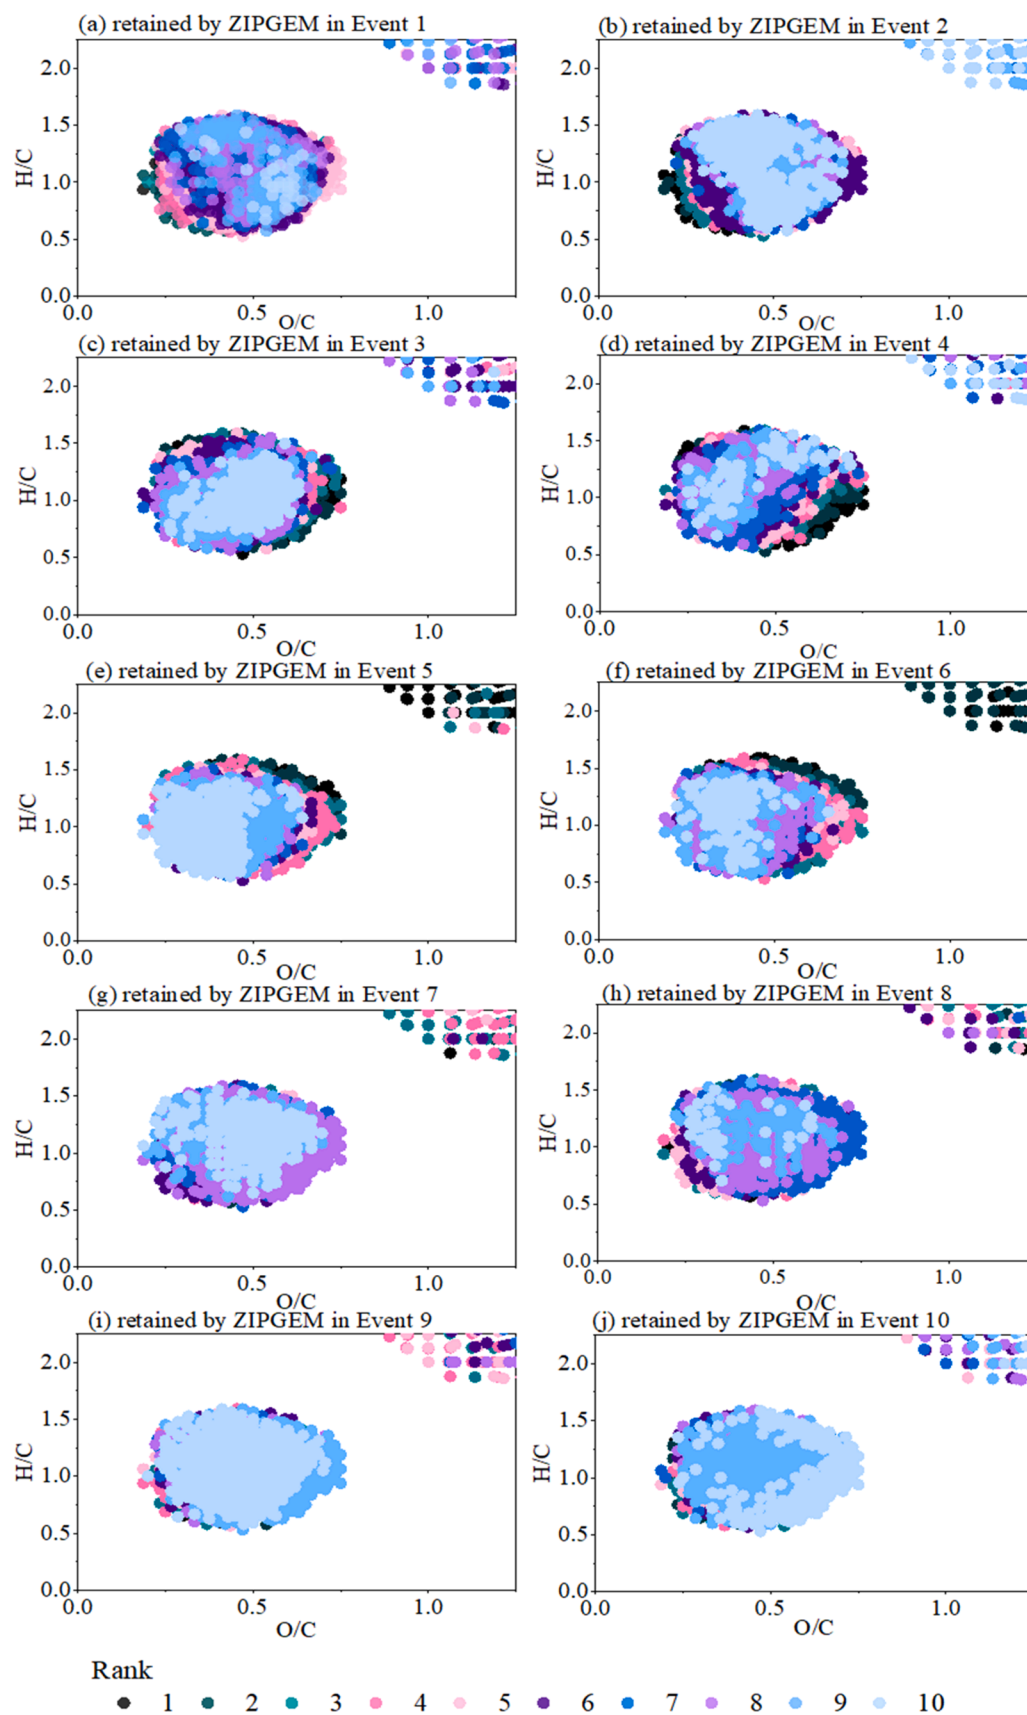 (a) retained by ZIPGEM in Event 1
(b) retained by ZIPGEM in Event 2
2.0
1.5
1.0
0.5
0.0
H/C
0.0
0.5
1.0
O/C
2.0
1.5
1.0
0.5
0.0
H/C
0.0
0.5
1.0
O/C
(c) retained by ZIPGEM in Event 3
(d) retained by ZIPGEM in Event 4
2.0
1.5
1.0
0.5
0.0
H/C
0.0
0.5
1.0
O/C
2.0
1.5
1.0
0.5
0.0
H/C
0.0
0.5
1.0
O/C
(e) retained by ZIPGEM in Event 5
(f) retained by ZIPGEM in Event 6
2.0
1.5
1.0
0.5
0.0
H/C
0.0
0.5
1.0
O/C
2.0
1.5
1.0
0.5
0.0
H/C
0.0
0.5
1.0
O/C
(g) retained by ZIPGEM in Event 7
(h) retained by ZIPGEM in Event 8
2.0
1.5
1.0
0.5
0.0
H/C
0.0
0.5
1.0
O/C
2.0
1.5
1.0
0.5
0.0
H/C
0.0
0.5
1.0
O/C
(i) retained by ZIPGEM in Event 9
(j) retained by ZIPGEM in Event 10
2.0
1.5
1.0
0.5
0.0
H/C
0.0
0.5
1.0
O/C
2.0
1.5
1.0
0.5
0.0
H/C
0.0
0.5
1.0
O/C
Rank
1 2 3 4 5 6 7 8 9 10